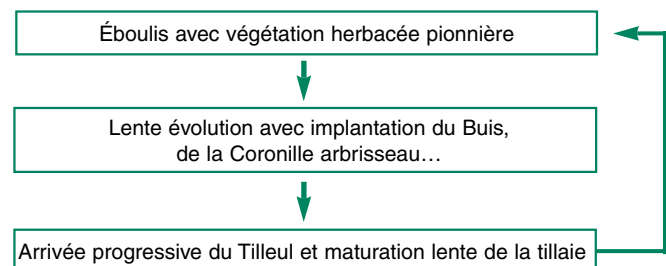 Éboulis avec végétation herbacée pionnière
Lente évolution avec implantation du Buis,
de la Coronille arbrisseau…
Arrivée progressive du Tilleul et maturation lente de la tillaie